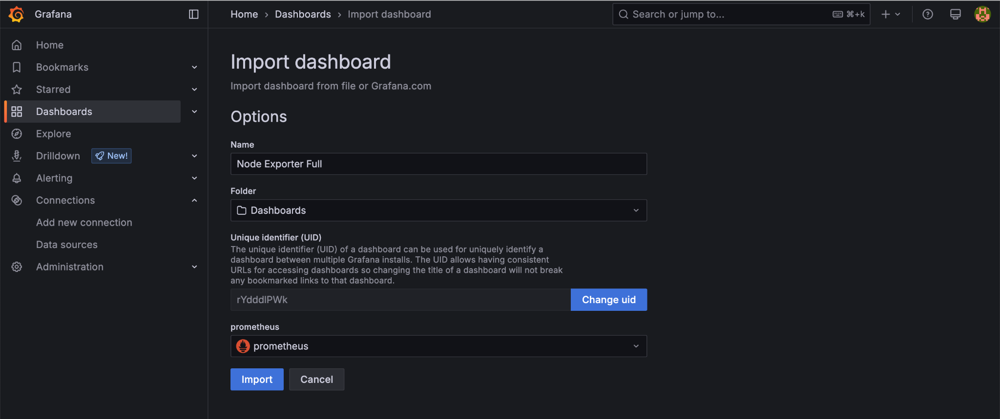 Grafana
Home › Dashboards › Import dashboard
Search or jump to...
⌘+k
Home
Bookmarks
Starred
Dashboards
Explore
Drilldown
New!
Alerting
Connections
Add new connection
Data sources
Administration
Import dashboard
Import dashboard from file or Grafana.com
Options
Name
Node Exporter Full
Folder
Dashboards
Unique identifier (UID)
The unique identifier (UID) of a dashboard can be used for uniquely identify a
dashboard between multiple Grafana installs. The UID allows having consistent
URLs for accessing dashboards so changing the title of a dashboard will not break
any bookmarked links to that dashboard.
rYdddlPWk
Change uid
prometheus
prometheus
Import
Cancel